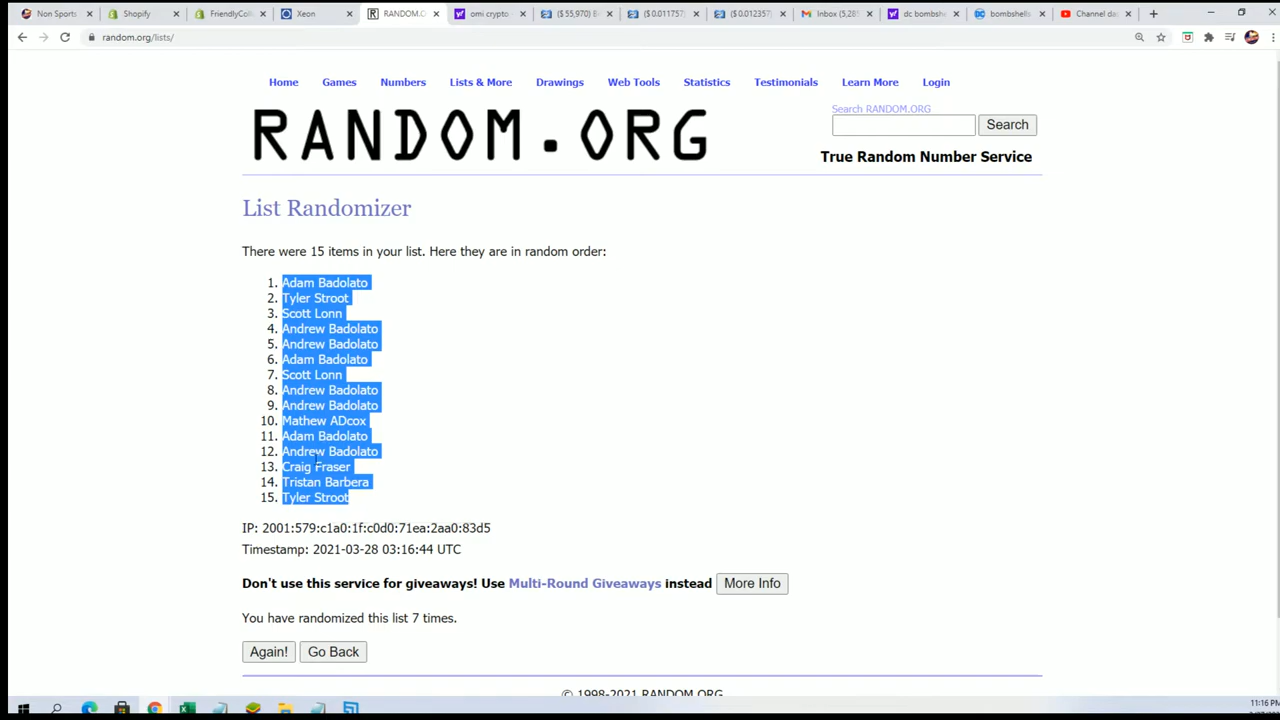 Non Sports
Shopify
FriendlyColl
Xeon
RANDOM.O
omi crypto
($ 55,970) B
($ 0.011757)
($ 0.012357)
Inbox (5,28
dc bombshe
bombshells
Channel da
random.org/lists/
Home Games Numbers Lists & More Drawings Web Tools Statistics Testimonials Learn More Login
RANDOM.ORG
Search RANDOM.ORG
Search
True Random Number Service
List Randomizer
There were 15 items in your list. Here they are in random order:
1. Adam Badolato
2. Tyler Stroot
3. Scott Lonn
4. Andrew Badolato
5. Andrew Badolato
6. Adam Badolato
7. Scott Lonn
8. Andrew Badolato
9. Andrew Badolato
10. Mathew ADcox
11. Adam Badolato
12. Andrew Badolato
13. Craig Fraser
14. Tristan Barbera
15. Tyler Stroot
IP: 2001:579:c1a0:1f:c0d0:71ea:2aa0:83d5
Timestamp: 2021-03-28 03:16:44 UTC
Don't use this service for giveaways! Use Multi-Round Giveaways instead More Info
You have randomized this list 7 times.
Again! Go Back
© 1998-2021 RANDOM.ORG
11:16 PM